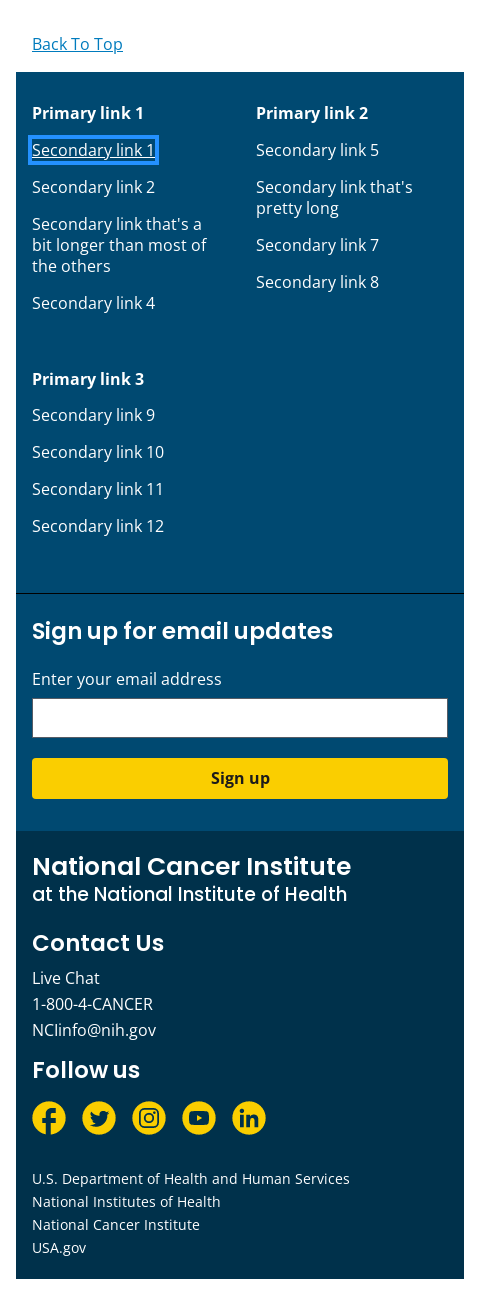 Back To Top
Primary link 1
Secondary link 1
Secondary link 2
Secondary link that's a
bit longer than most of
the others
Secondary link 4
Primary link 2
Secondary link 5
Secondary link that's
pretty long
Secondary link 7
Secondary link 8
Primary link 3
Secondary link 9
Secondary link 10
Secondary link 11
Secondary link 12
Sign up for email updates
Enter your email address
Sign up
National Cancer Institute
at the National Institute of Health
Contact Us
Live Chat
1-800-4-CANCER
NCIinfo@nih.gov
Follow us
U.S. Department of Health and Human Services
National Institutes of Health
National Cancer Institute
USA.gov